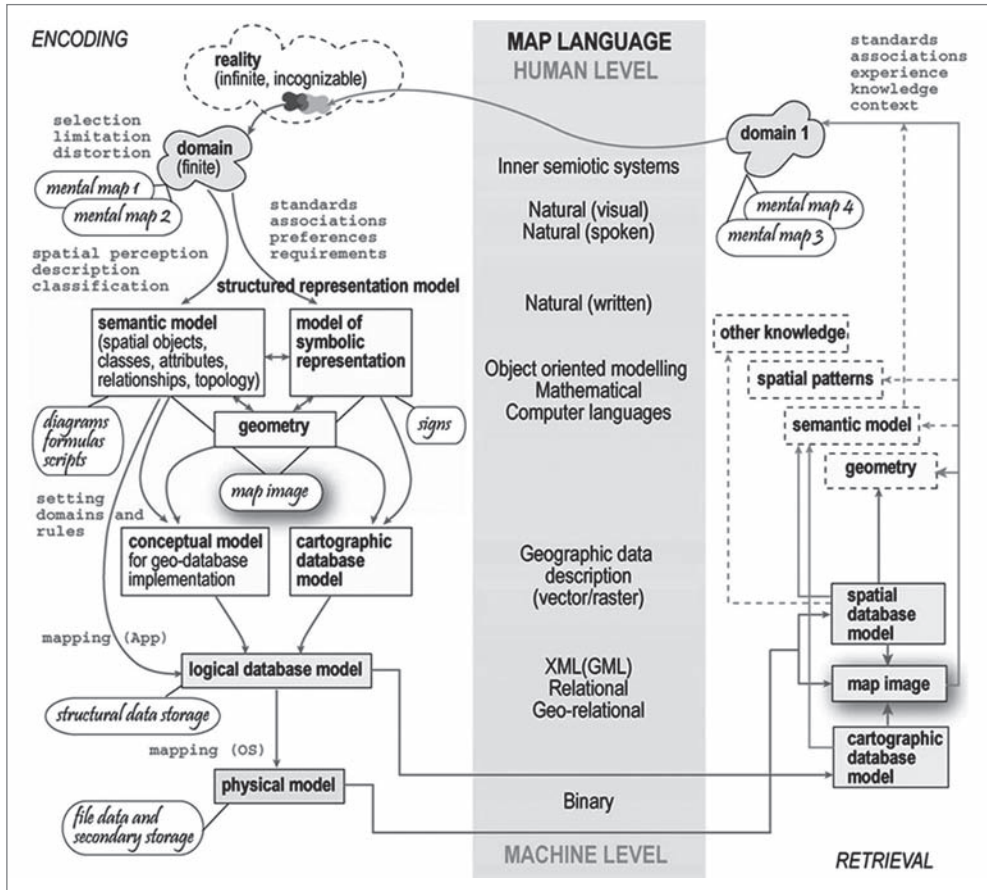 ENCODING
reality
(infinite, incognizable)
selection
limitation
distortion
domain
(finite)
mental map 1
mental map 2
standards
associations
preferences
requirements
spatial perception
description
classification
structured representation model
semantic model
(spatial objects,
classes, attributes,
relationships, topology)
model of
symbolic
representation
geometry
diagrams
formulas
scripts
signs
map image
setting
domains and
rules
conceptual model
for geo-database
implementation
cartographic
database
model
mapping (App)
logical database model
structural data storage
mapping (OS)
physical model
file data and
secondary storage
MAP LANGUAGE
HUMAN LEVEL
Inner semiotic systems
Natural (visual)
Natural (spoken)
Natural (written)
Object oriented modelling
Mathematical
Computer languages
Geographic data
description
(vector/raster)
XML(GML)
Relational
Geo-relational
Binary
MACHINE LEVEL
standards
associations
experience
knowledge
context
domain 1
mental map 4
mental map 3
other knowledge
spatial patterns
semantic model
geometry
spatial
database
model
map image
cartographic
database
model
RETRIEVAL